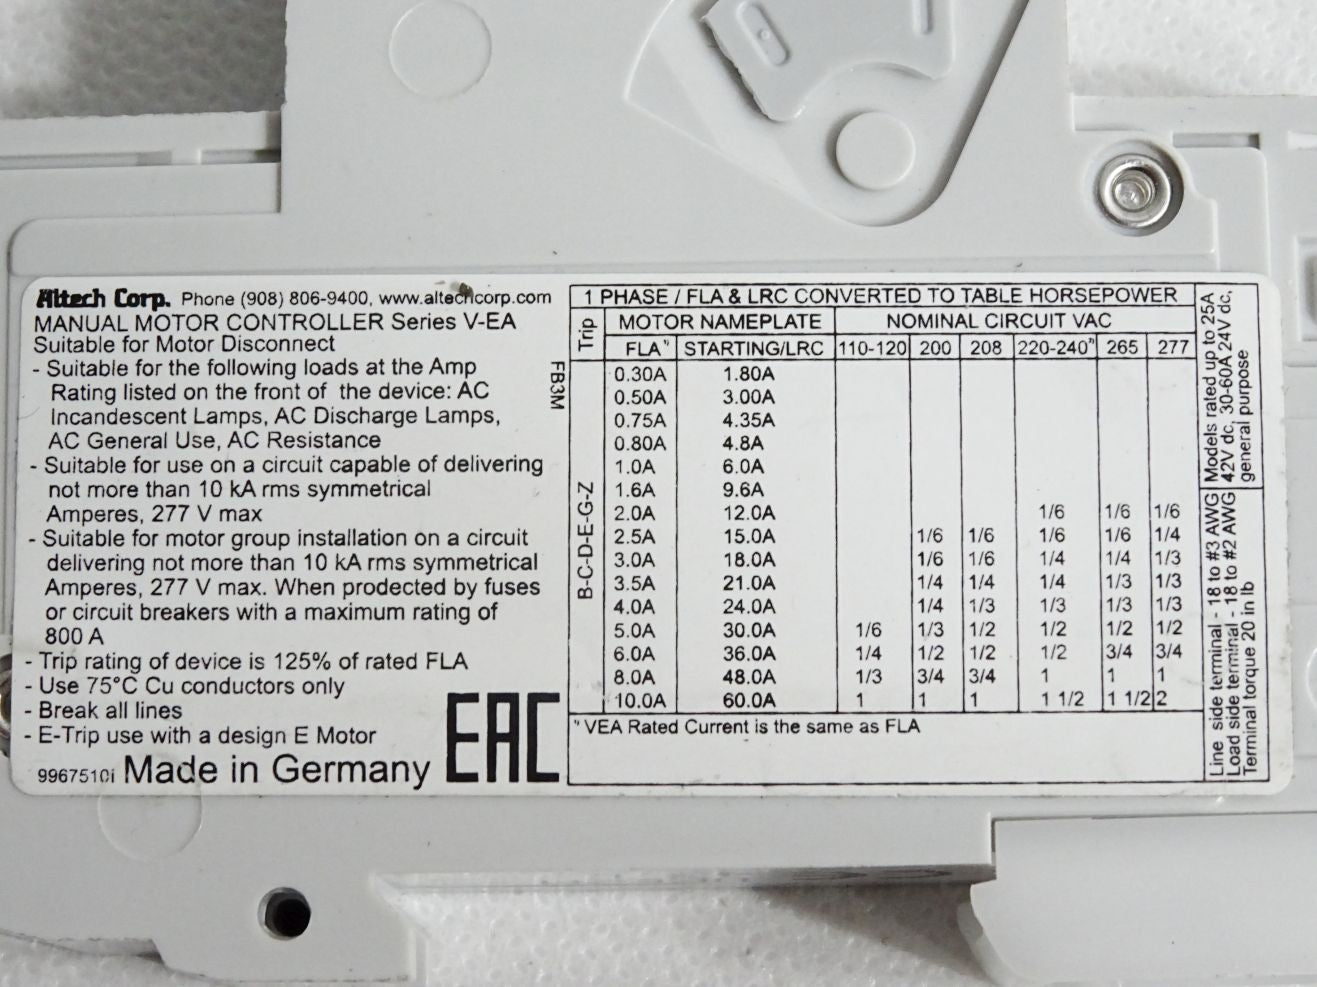 Altech Corp. Phone (908) 806-9400, www.altechcorp.com
MANUAL MOTOR CONTROLLER Series V-EA
Suitable for Motor Disconnect
- Suitable for the following loads at the Amp
Rating listed on the front of the device: AC
Incandescent Lamps, AC Discharge Lamps,
AC General Use, AC Resistance
- Suitable for use on a circuit capable of delivering
not more than 10 kA rms symmetrical
Amperes, 277 V max
- Suitable for motor group installation on a circuit
delivering not more than 10 kA rms symmetrical
Amperes, 277 V max. When prodected by fuses
or circuit breakers with a maximum rating of
800 A
- Trip rating of device is 125% of rated FLA
- Use 75°C Cu conductors only
- Break all lines
- E-Trip use with a design E Motor
9967510i Made in Germany EAC
FB3M
1 PHASE / FLA & LRC CONVERTED TO TABLE HORSEPOWER
Trip MOTOR NAMEPLATE NOMINAL CIRCUIT VAC
FLA*) STARTING/LRC 110-120 200 208 220-240*) 265 277
B-C-D-E-G-Z
0.30A 1.80A
0.50A 3.00A
0.75A 4.35A
0.80A 4.8A
1.0A 6.0A
1.6A 9.6A
2.0A 12.0A 1/6 1/6 1/6
2.5A 15.0A 1/6 1/6 1/6 1/6 1/4
3.0A 18.0A 1/6 1/6 1/4 1/4 1/3
3.5A 21.0A 1/4 1/4 1/4 1/3 1/3
4.0A 24.0A 1/4 1/3 1/3 1/3 1/3
5.0A 30.0A 1/6 1/3 1/2 1/2 1/2 1/2
6.0A 36.0A 1/4 1/2 1/2 1/2 3/4 3/4
8.0A 48.0A 1/3 3/4 3/4 1 1 1
10.0A 60.0A 1 1 1 1 1/2 1 1/2 2
*) VEA Rated Current is the same as FLA
Models rated up to 25A
42V dc, 30-60A 24V dc,
general purpose
Line side terminal - 18 to #3 AWG
Load side terminal - 18 to #2 AWG
Terminal torque 20 in lb